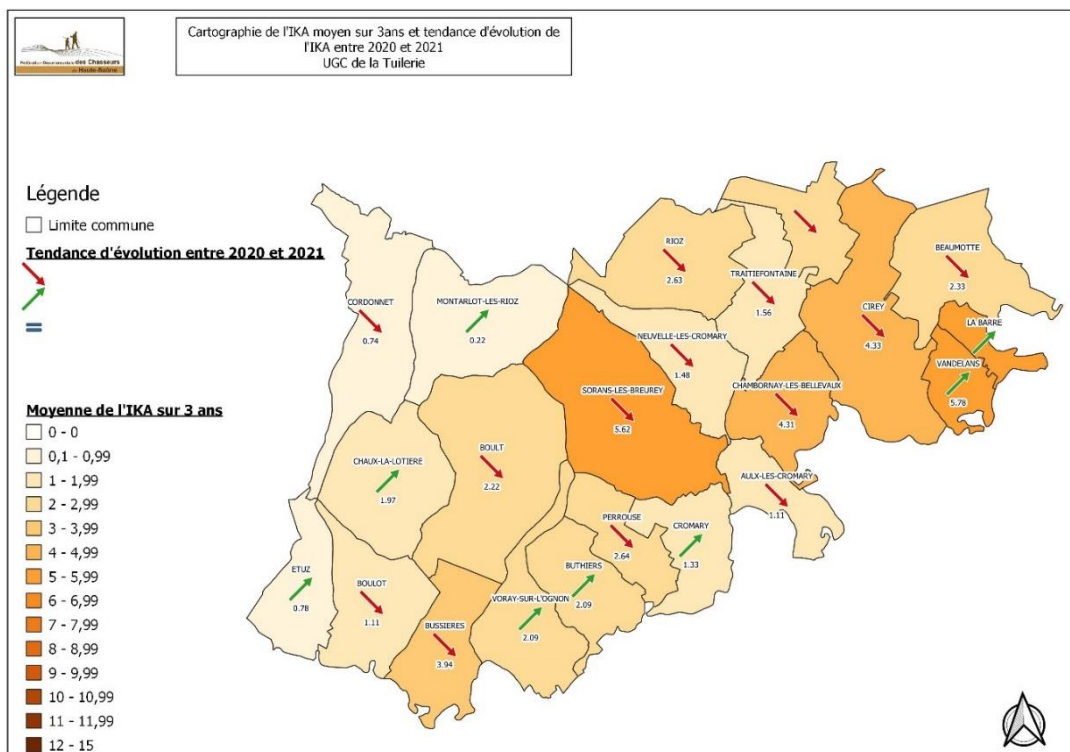 Fédération Départementale des Chasseurs
de Haute-Saône
Cartographie de l'IKA moyen sur 3ans et tendance d'évolution de
l'IKA entre 2020 et 2021
UGC de la Tuilerie
Légende
Limite commune
Tendance d'évolution entre 2020 et 2021
Moyenne de l'IKA sur 3 ans
0 - 0
0,1 - 0,99
1 - 1,99
2 - 2,99
3 - 3,99
4 - 4,99
5 - 5,99
6 - 6,99
7 - 7,99
8 - 8,99
9 - 9,99
10 - 10,99
11 - 11,99
12 - 15
RIOZ
2.63
TRAITIEFONTAINE
1.56
BEAUMOTTE
2.33
CIREY
4.33
LA BARRE
VANDELANS
5.78
CORDONNET
0.74
MONTARLOT-LES-RIOZ
0.22
NEUVELLE-LES-CROMARY
1.48
SORANS-LES-BREUREY
5.62
CHAMBORNAY-LES-BELLEVAUX
4.31
CHAUX-LA-LOTIERE
1.97
BOULT
2.22
AULX-LES-CROMARY
1.11
PERROUSE
2.64
CROMARY
1.33
ETUZ
0.78
BOULOT
1.11
BUSSIERES
3.94
VORAY-SUR-L'OGNON
2.09
BUTHIERS
2.09